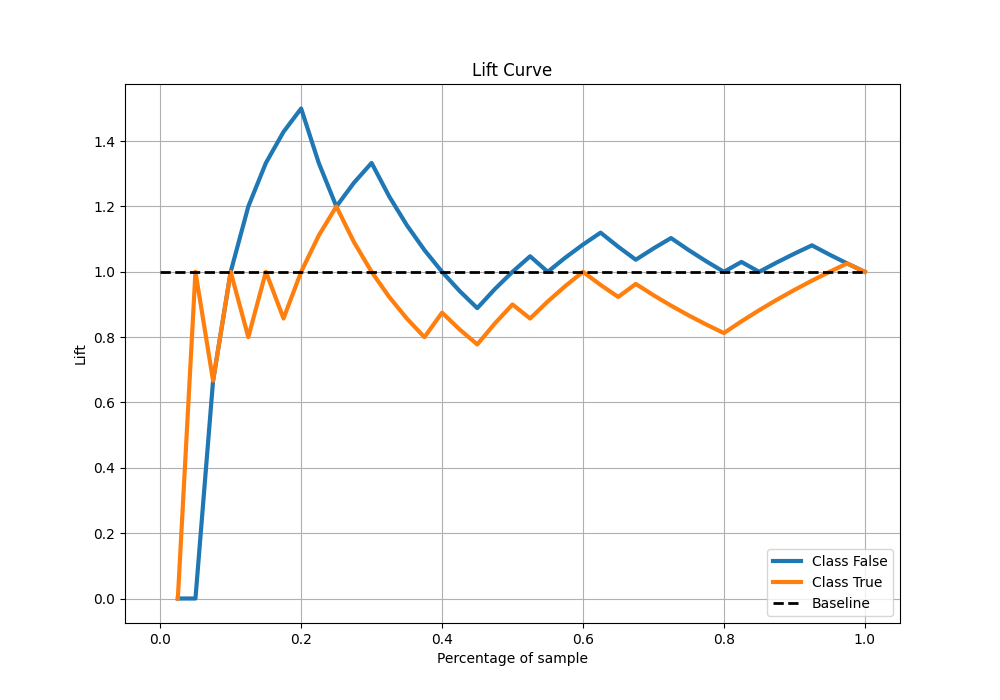 Lift Curve
Lift
1.4
1.2
1.0
0.8
0.6
0.4
0.2
0.0
0.0 0.2 0.4 0.6 0.8 1.0
Percentage of sample
Class False
Class True
Baseline